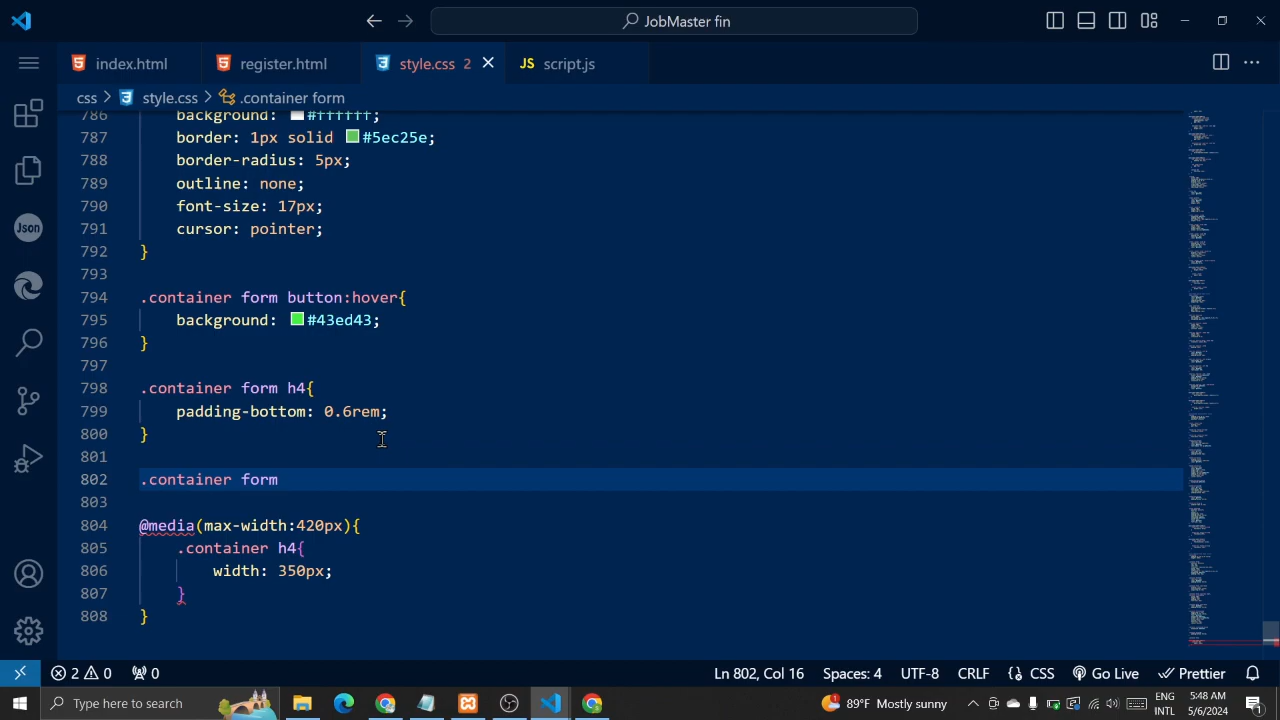 JobMaster fin
index.html
register.html
style.css 2
JS script.js
css > style.css > .container form
786 background: #ffffff;
787 border: 1px solid #5ec25e;
788 border-radius: 5px;
789 outline: none;
790 font-size: 17px;
791 cursor: pointer;
792 }
793
794 .container form button:hover{
795 background: #43ed43;
796 }
797
798 .container form h4{
799 padding-bottom: 0.6rem;
800 }
801
802 .container form
803
804 @media(max-width:420px){
805 .container h4{
806 width: 350px;
807 }
808 }
Json
2 0 0
Ln 802, Col 16
Spaces: 4
UTF-8
CRLF
{} CSS
Go Live
Prettier
Type here to search
89°F Mostly sunny
ENG
INTL
5:48 AM
5/6/2024